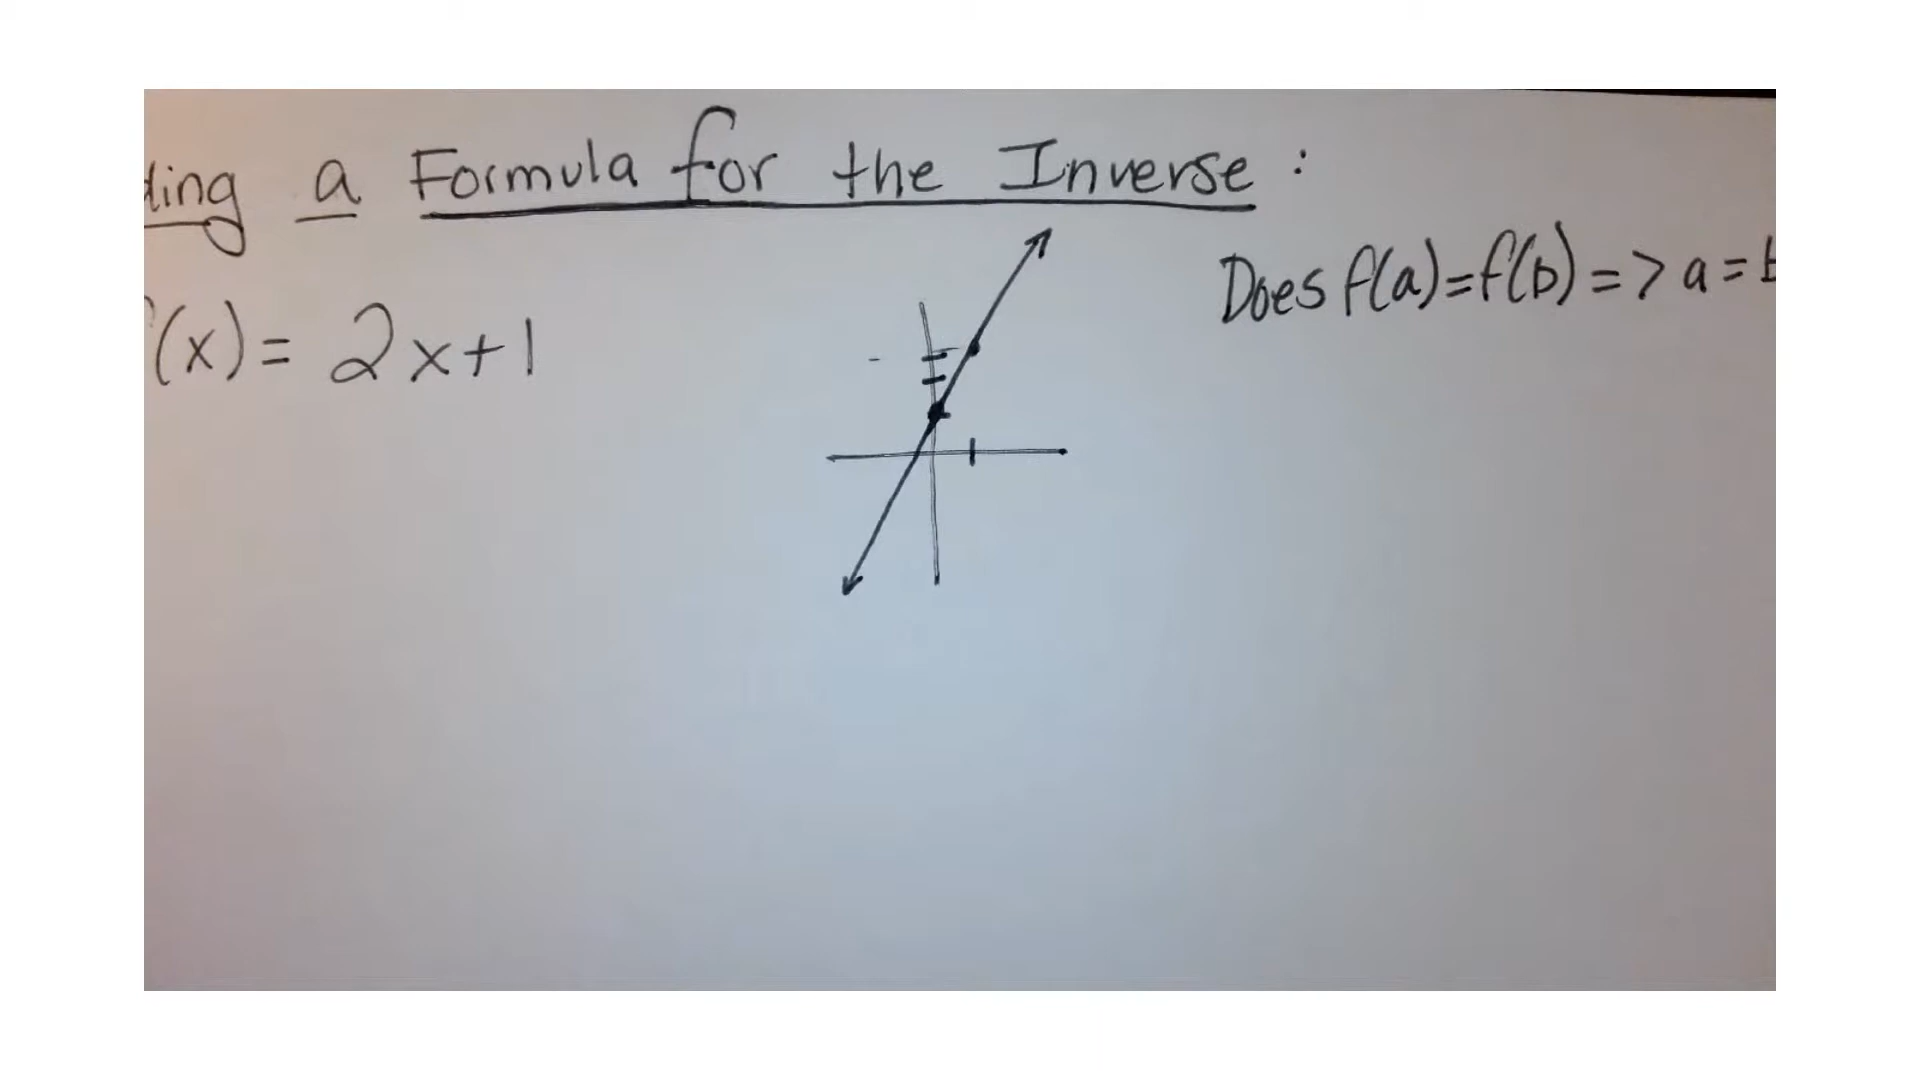 ding a Formula for the Inverse :
Does f(a)=f(b) => a=b
(x) = 2x+1